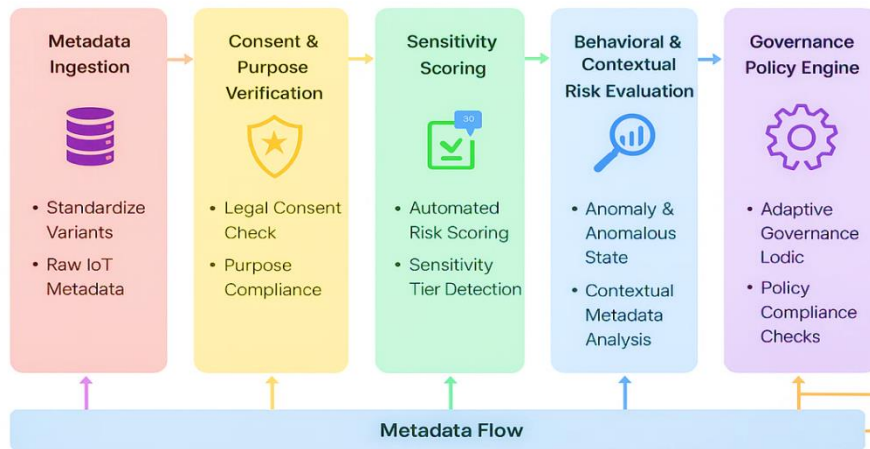 Metadata
Ingestion
• Standardize
Variants
• Raw IoT
Metadata
Consent &
Purpose
Verification
• Legal Consent
Check
• Purpose
Compliance
Sensitivity
Scoring
30
• Automated
Risk Scoring
• Sensitivity
Tier Detection
Behavioral &
Contextual
Risk Evaluation
• Anomaly &
Anomalous
State
• Contextual
Metadata
Analysis
Governance
Policy Engine
• Adaptive
Governance
Lodic
• Policy
Compliance
Checks
Metadata Flow